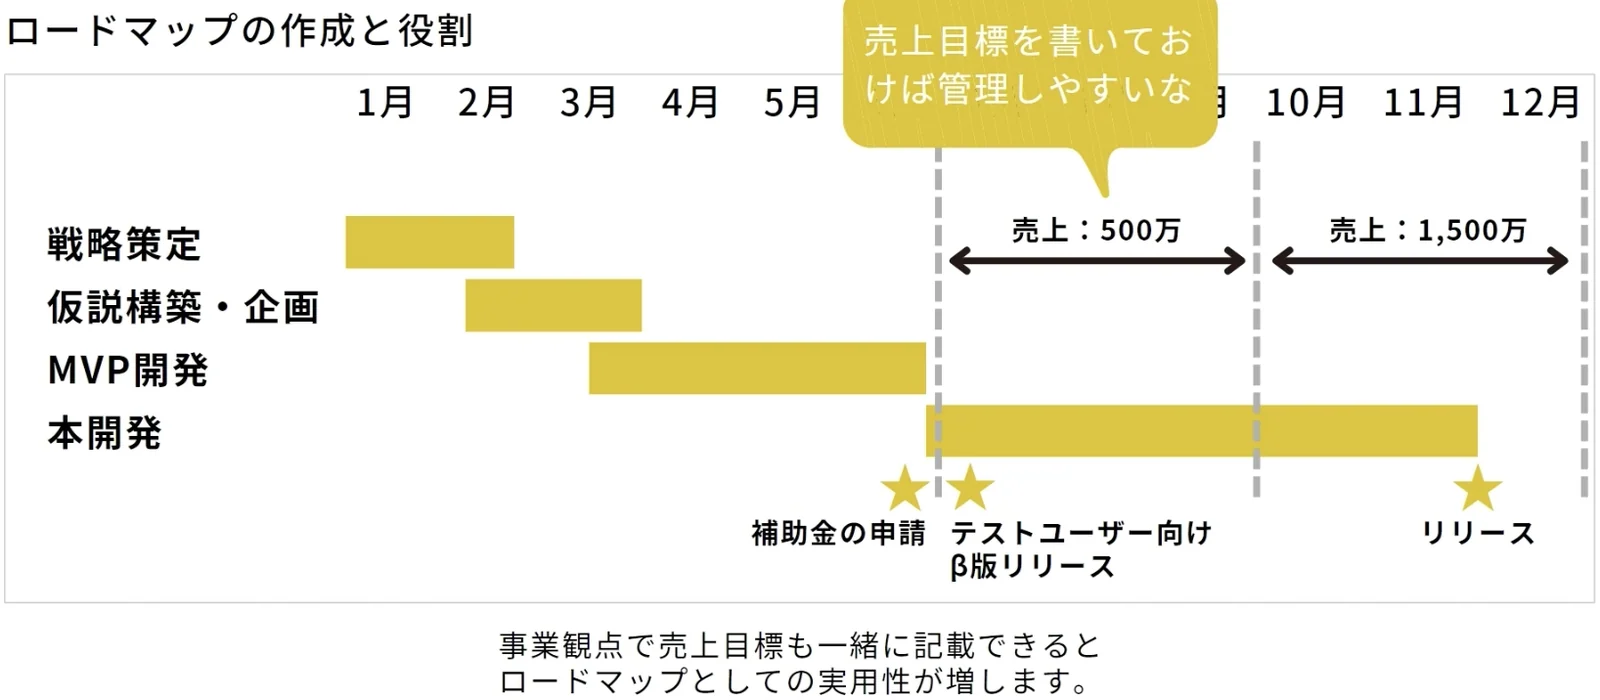 ロードマップの作成と役割
売上目標を書いてお
けば管理しやすいな
1月 2月 3月 4月 5月 月 10月 11月 12月
売上：500万 売上：1,500万
戦略策定
仮説構築・企画
MVP開発
本開発
補助金の申請 テストユーザー向け リリース
β版リリース
事業観点で売上目標も一緒に記載できると
ロードマップとしての実用性が増します。